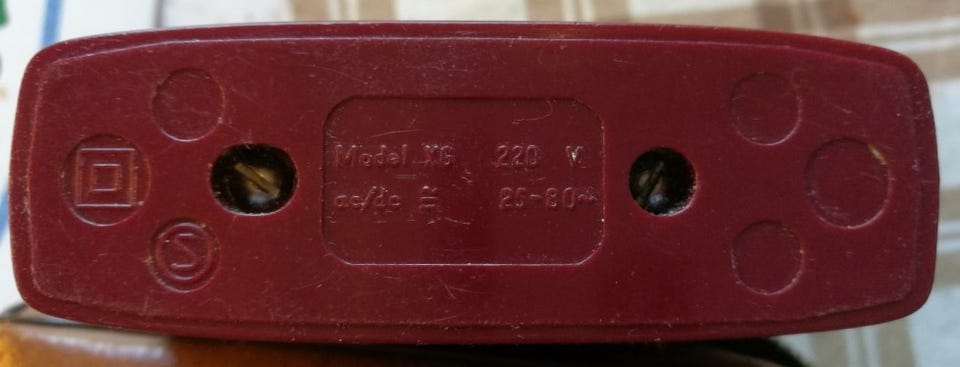 Model XG 220 V
ac/dc 25-80~
S